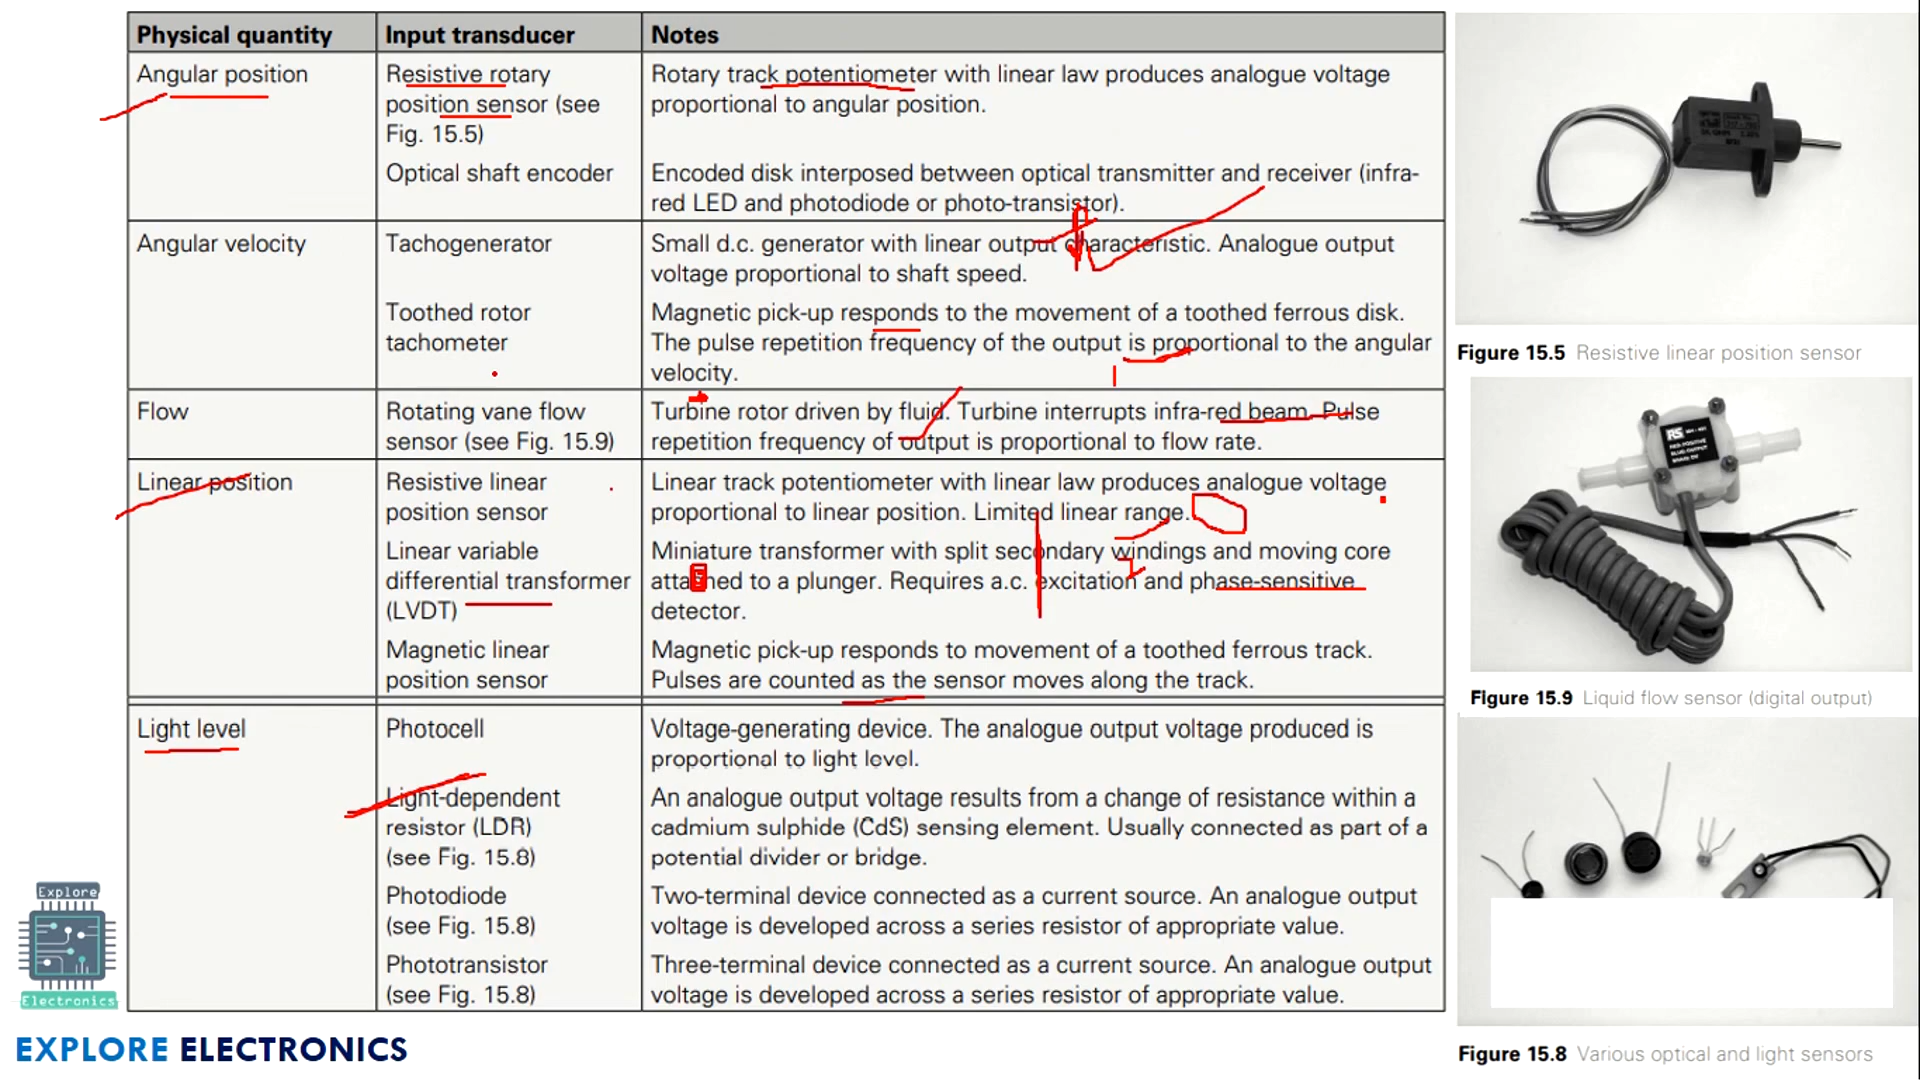 Physical quantity
Input transducer
Notes
Angular position
Resistive rotary
position sensor (see
Fig. 15.5)
Rotary track potentiometer with linear law produces analogue voltage
proportional to angular position.
Optical shaft encoder
Encoded disk interposed between optical transmitter and receiver (infra-
red LED and photodiode or photo-transistor).
Angular velocity
Tachogenerator
Small d.c. generator with linear output characteristic. Analogue output
voltage proportional to shaft speed.
Toothed rotor
tachometer
Magnetic pick-up responds to the movement of a toothed ferrous disk.
The pulse repetition frequency of the output is proportional to the angular
velocity.
Flow
Rotating vane flow
sensor (see Fig. 15.9)
Turbine rotor driven by fluid. Turbine interrupts infra-red beam. Pulse
repetition frequency of output is proportional to flow rate.
Linear position
Resistive linear
position sensor
Linear track potentiometer with linear law produces analogue voltage
proportional to linear position. Limited linear range.
Linear variable
differential transformer
(LVDT)
Miniature transformer with split secondary windings and moving core
attached to a plunger. Requires a.c. excitation and phase-sensitive
detector.
Magnetic linear
position sensor
Magnetic pick-up responds to movement of a toothed ferrous track.
Pulses are counted as the sensor moves along the track.
Light level
Photocell
Voltage-generating device. The analogue output voltage produced is
proportional to light level.
Light-dependent
resistor (LDR)
(see Fig. 15.8)
An analogue output voltage results from a change of resistance within a
cadmium sulphide (CdS) sensing element. Usually connected as part of a
potential divider or bridge.
Photodiode
(see Fig. 15.8)
Two-terminal device connected as a current source. An analogue output
voltage is developed across a series resistor of appropriate value.
Phototransistor
(see Fig. 15.8)
Three-terminal device connected as a current source. An analogue output
voltage is developed across a series resistor of appropriate value.
Figure 15.5 Resistive linear position sensor
RS
Figure 15.9 Liquid flow sensor (digital output)
Figure 15.8 Various optical and light sensors
Explore
Electronics
EXPLORE ELECTRONICS